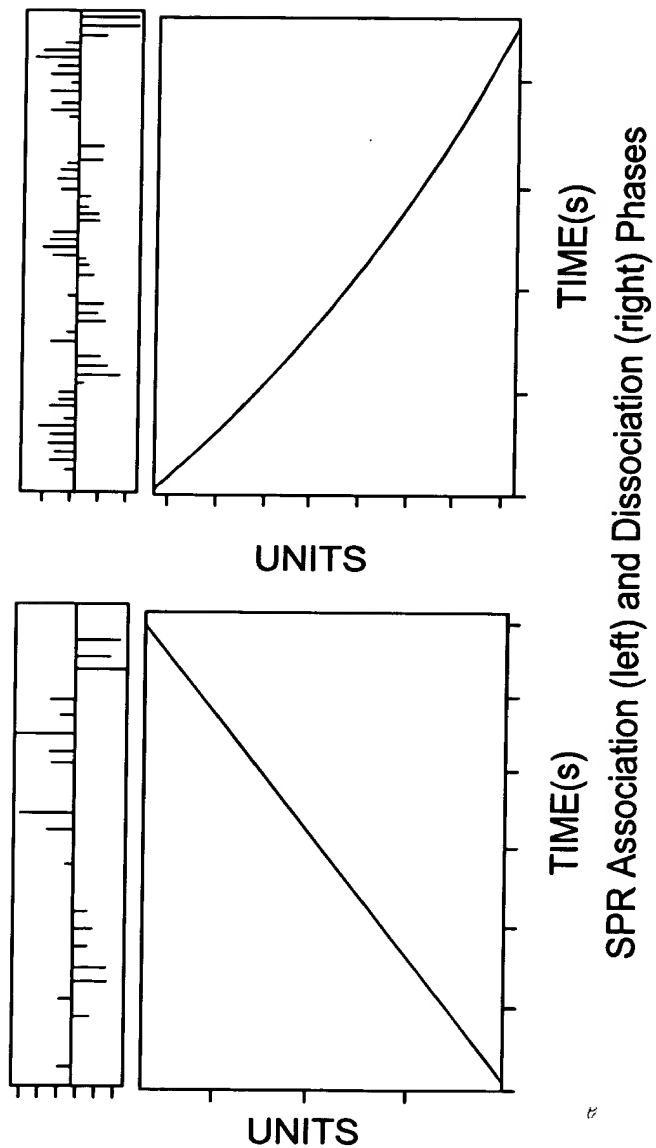 UNITS
TIME(s)
UNITS
TIME(s)
SPR Association (left) and Dissociation (right) Phases